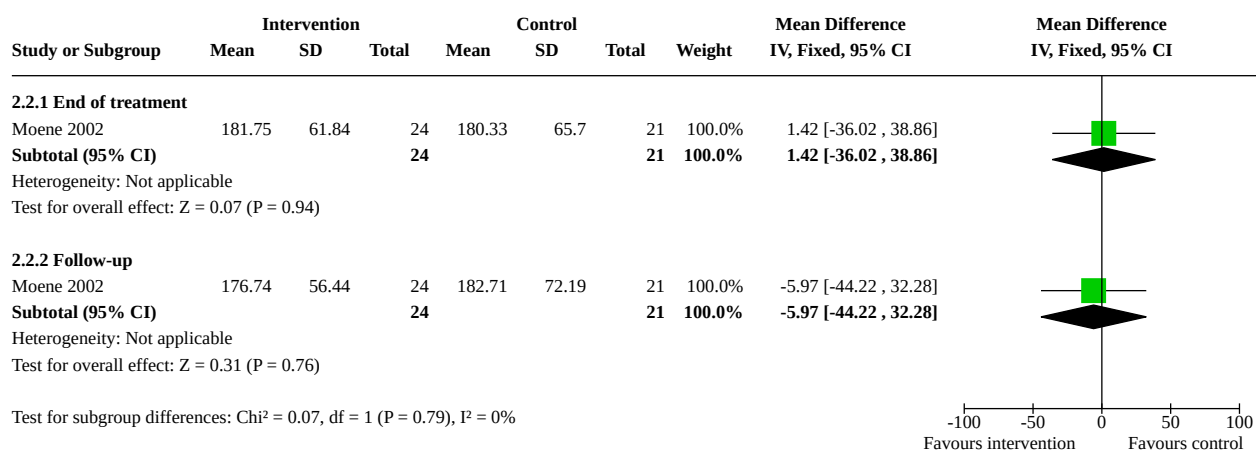 Intervention Control Mean Difference Mean Difference
Study or Subgroup Mean SD Total Mean SD Total Weight IV, Fixed, 95% CI IV, Fixed, 95% CI
2.2.1 End of treatment
Moene 2002 181.75 61.84 24 180.33 65.7 21 100.0% 1.42 [-36.02 , 38.86]
Subtotal (95% CI) 24 21 100.0% 1.42 [-36.02 , 38.86]
Heterogeneity: Not applicable
Test for overall effect: Z = 0.07 (P = 0.94)
2.2.2 Follow-up
Moene 2002 176.74 56.44 24 182.71 72.19 21 100.0% -5.97 [-44.22 , 32.28]
Subtotal (95% CI) 24 21 100.0% -5.97 [-44.22 , 32.28]
Heterogeneity: Not applicable
Test for overall effect: Z = 0.31 (P = 0.76)
Test for subgroup differences: Chi² = 0.07, df = 1 (P = 0.79), I² = 0%
-100 -50 0 50 100
Favours intervention Favours control